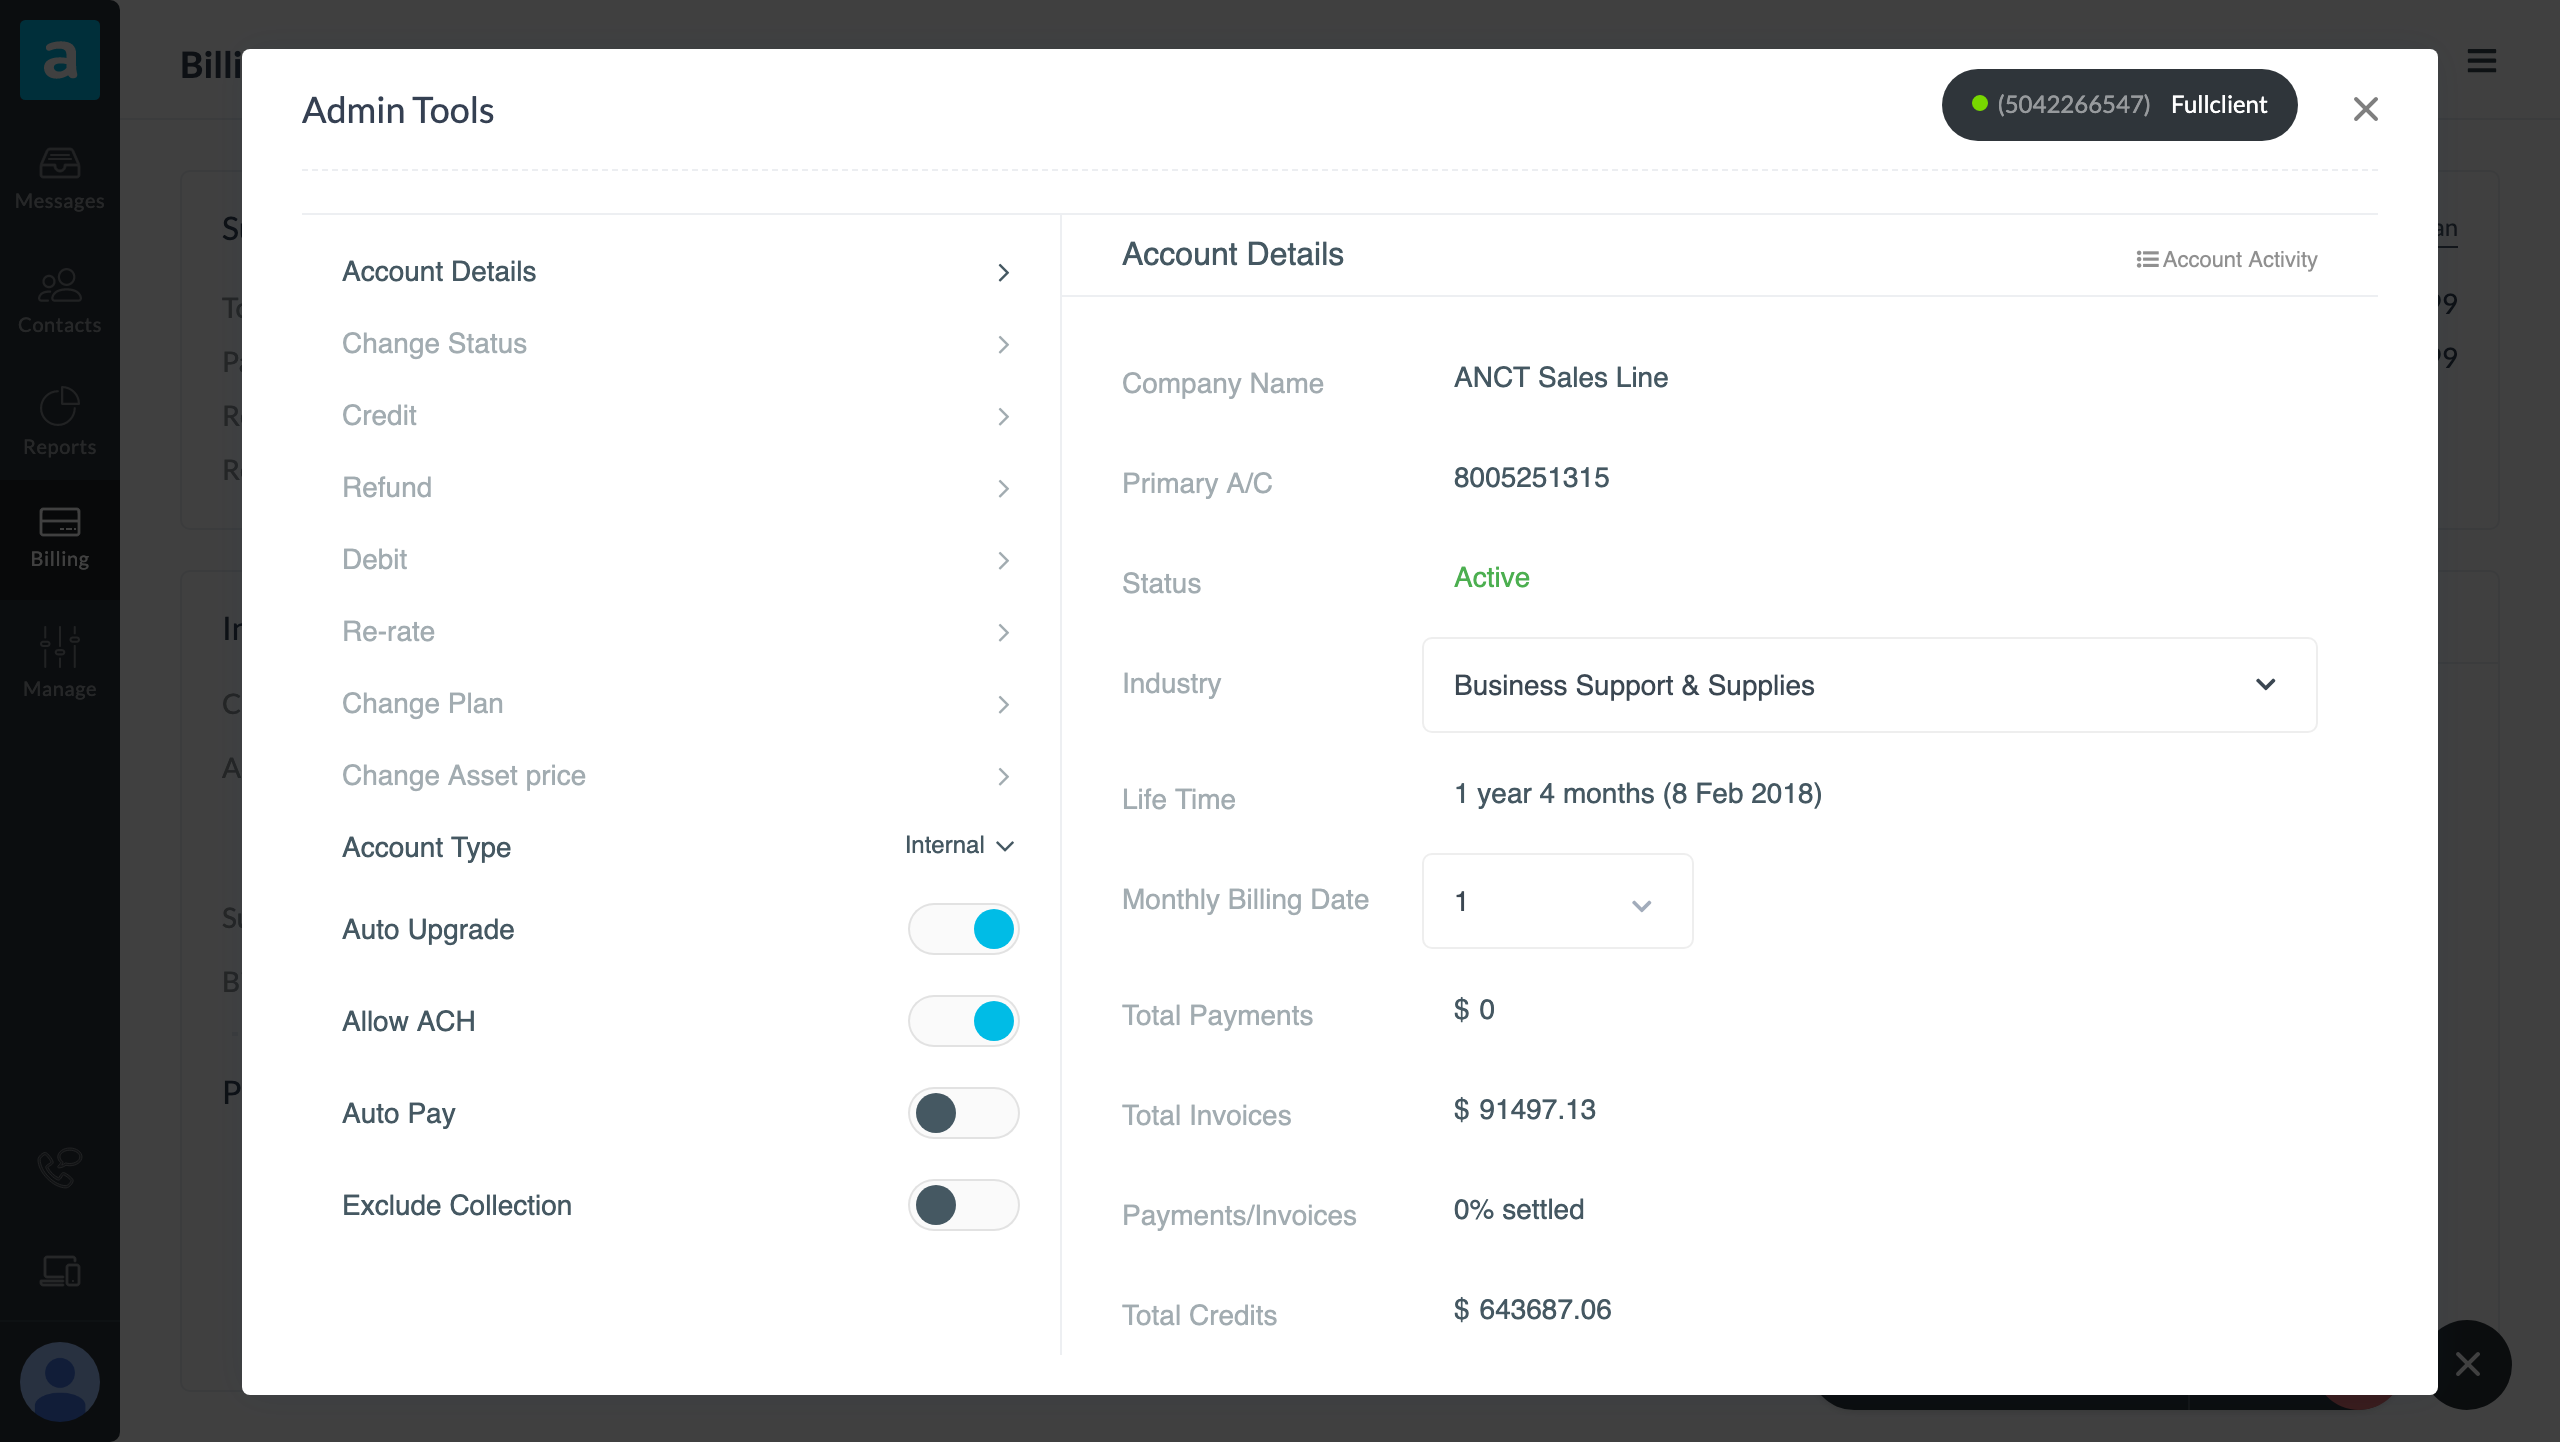 a
Messages
Contacts
Reports
Billing
Manage
Admin Tools
(5042266547) Fullclient
Account Details
Change Status
Credit
Refund
Debit
Re-rate
Change Plan
Change Asset price
Account Type Internal
Auto Upgrade
Allow ACH
Auto Pay
Exclude Collection
Account Details
Account Activity
Company Name ANCT Sales Line
Primary A/C 8005251315
Status Active
Industry Business Support & Supplies
Life Time 1 year 4 months (8 Feb 2018)
Monthly Billing Date 1
Total Payments $ 0
Total Invoices $ 91497.13
Payments/Invoices 0% settled
Total Credits $ 643687.06